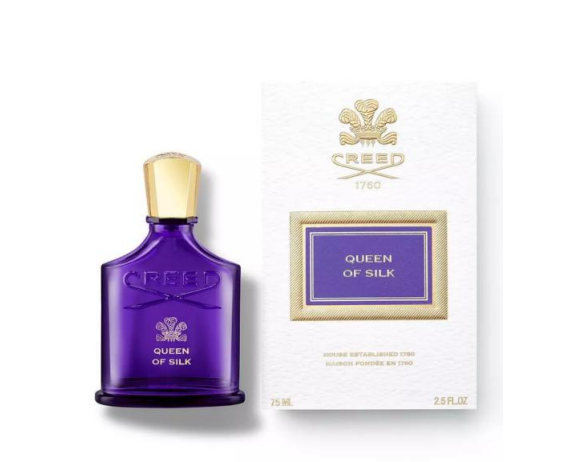 CREED
QUEEN
OF SILK
CREED
1760
QUEEN
OF SILK
HOUSE ESTABLISHED 1760
MAISON FONDÉE EN 1760
75 ML
2.5 FL.OZ